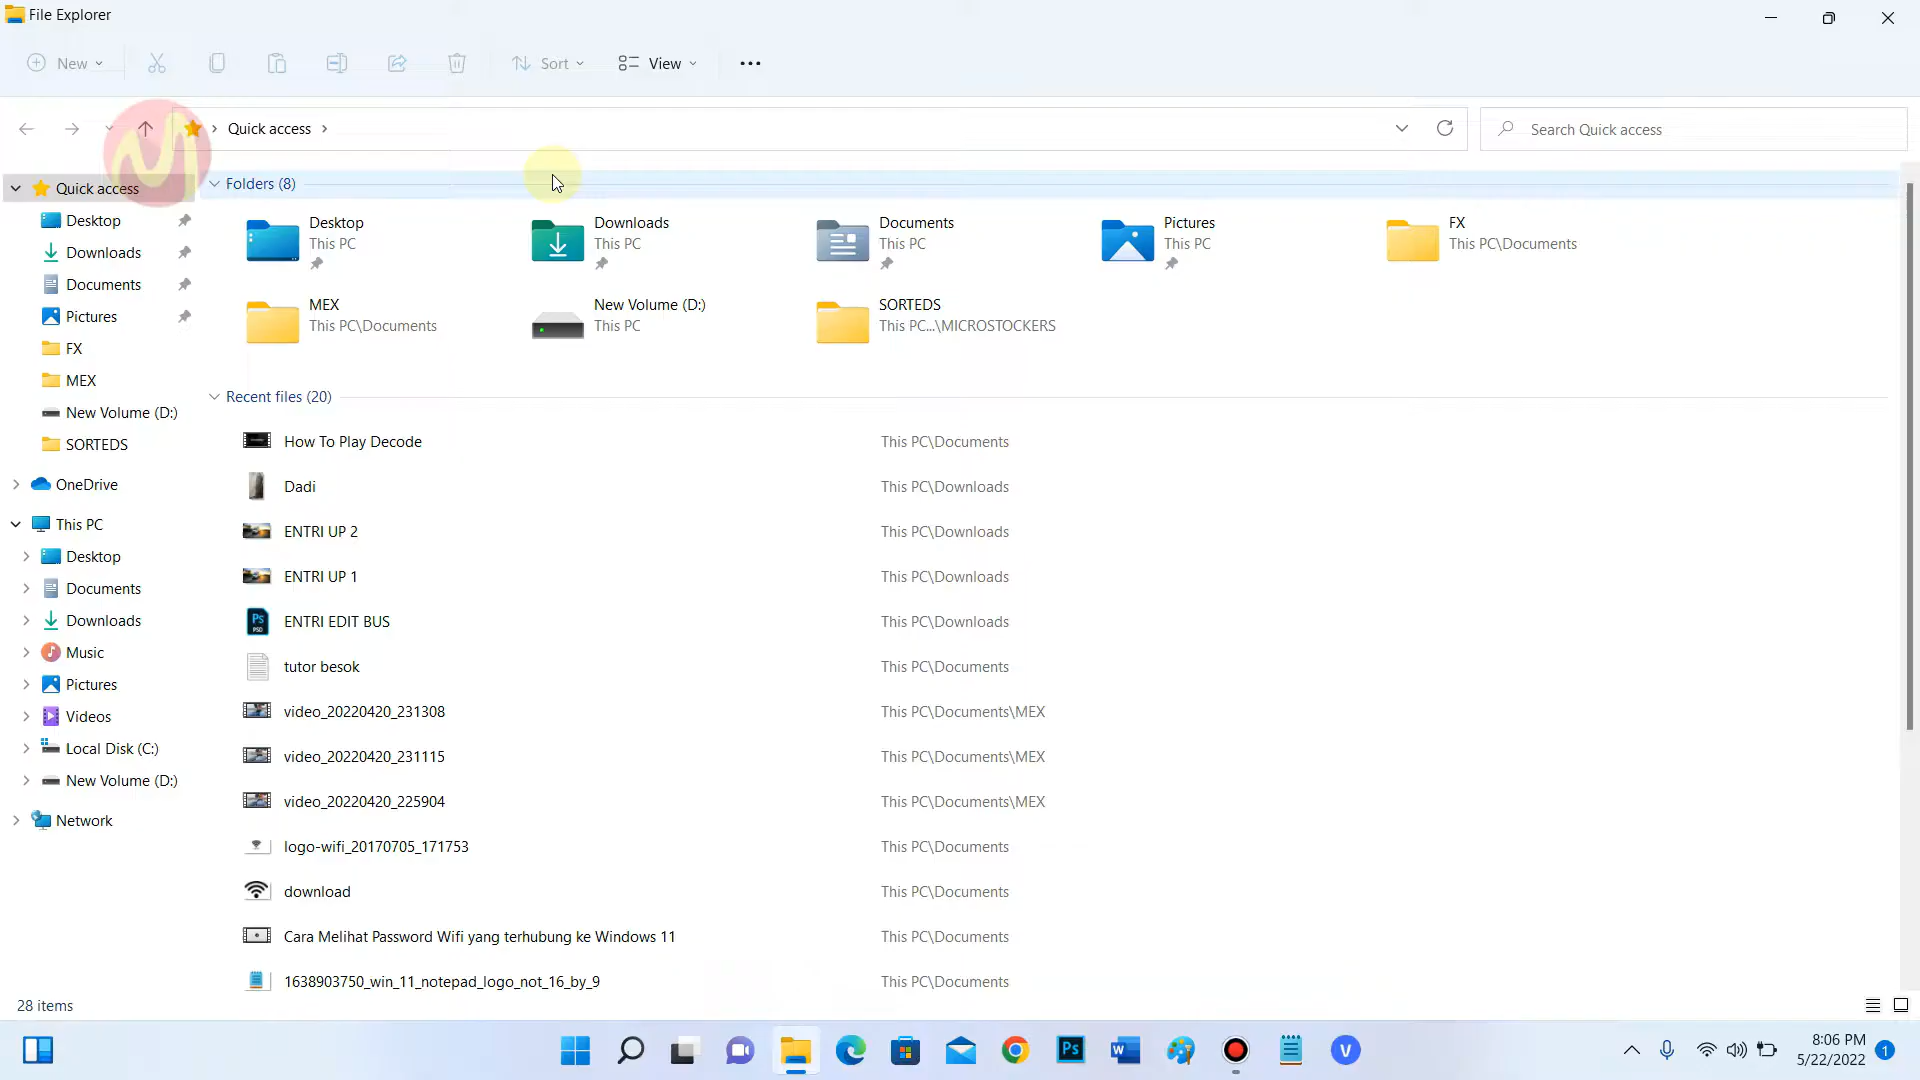 File Explorer
New
Sort
View
Quick access
Search Quick access
Quick access
Desktop
Downloads
Documents
Pictures
FX
MEX
New Volume (D:)
SORTEDS
OneDrive
This PC
Desktop
Documents
Downloads
Music
Pictures
Videos
Local Disk (C:)
New Volume (D:)
Network
Folders (8)
Desktop
This PC
Downloads
This PC
Documents
This PC
Pictures
This PC
FX
This PC\Documents
MEX
This PC\Documents
New Volume (D:)
This PC
SORTEDS
This PC...\MICROSTOCKERS
Recent files (20)
How To Play Decode This PC\Documents
Dadi This PC\Downloads
ENTRI UP 2 This PC\Downloads
ENTRI UP 1 This PC\Downloads
ENTRI EDIT BUS This PC\Downloads
tutor besok This PC\Documents
video_20220420_231308 This PC\Documents\MEX
video_20220420_231115 This PC\Documents\MEX
video_20220420_225904 This PC\Documents\MEX
logo-wifi_20170705_171753 This PC\Documents
download This PC\Documents
Cara Melihat Password Wifi yang terhubung ke Windows 11 This PC\Documents
1638903750_win_11_notepad_logo_not_16_by_9 This PC\Documents
28 items
8:06 PM
5/22/2022
1